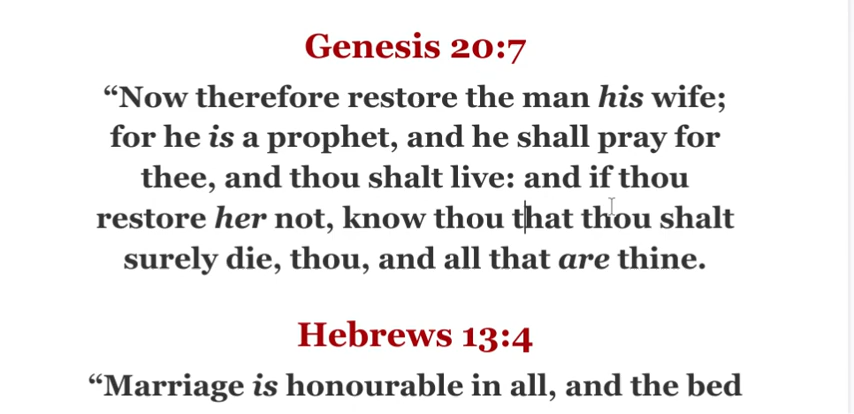 Genesis 20:7
“Now therefore restore the man his wife;
for he is a prophet, and he shall pray for
thee, and thou shalt live: and if thou
restore her not, know thou that thou shalt
surely die, thou, and all that are thine.
Hebrews 13:4
“Marriage is honourable in all, and the bed